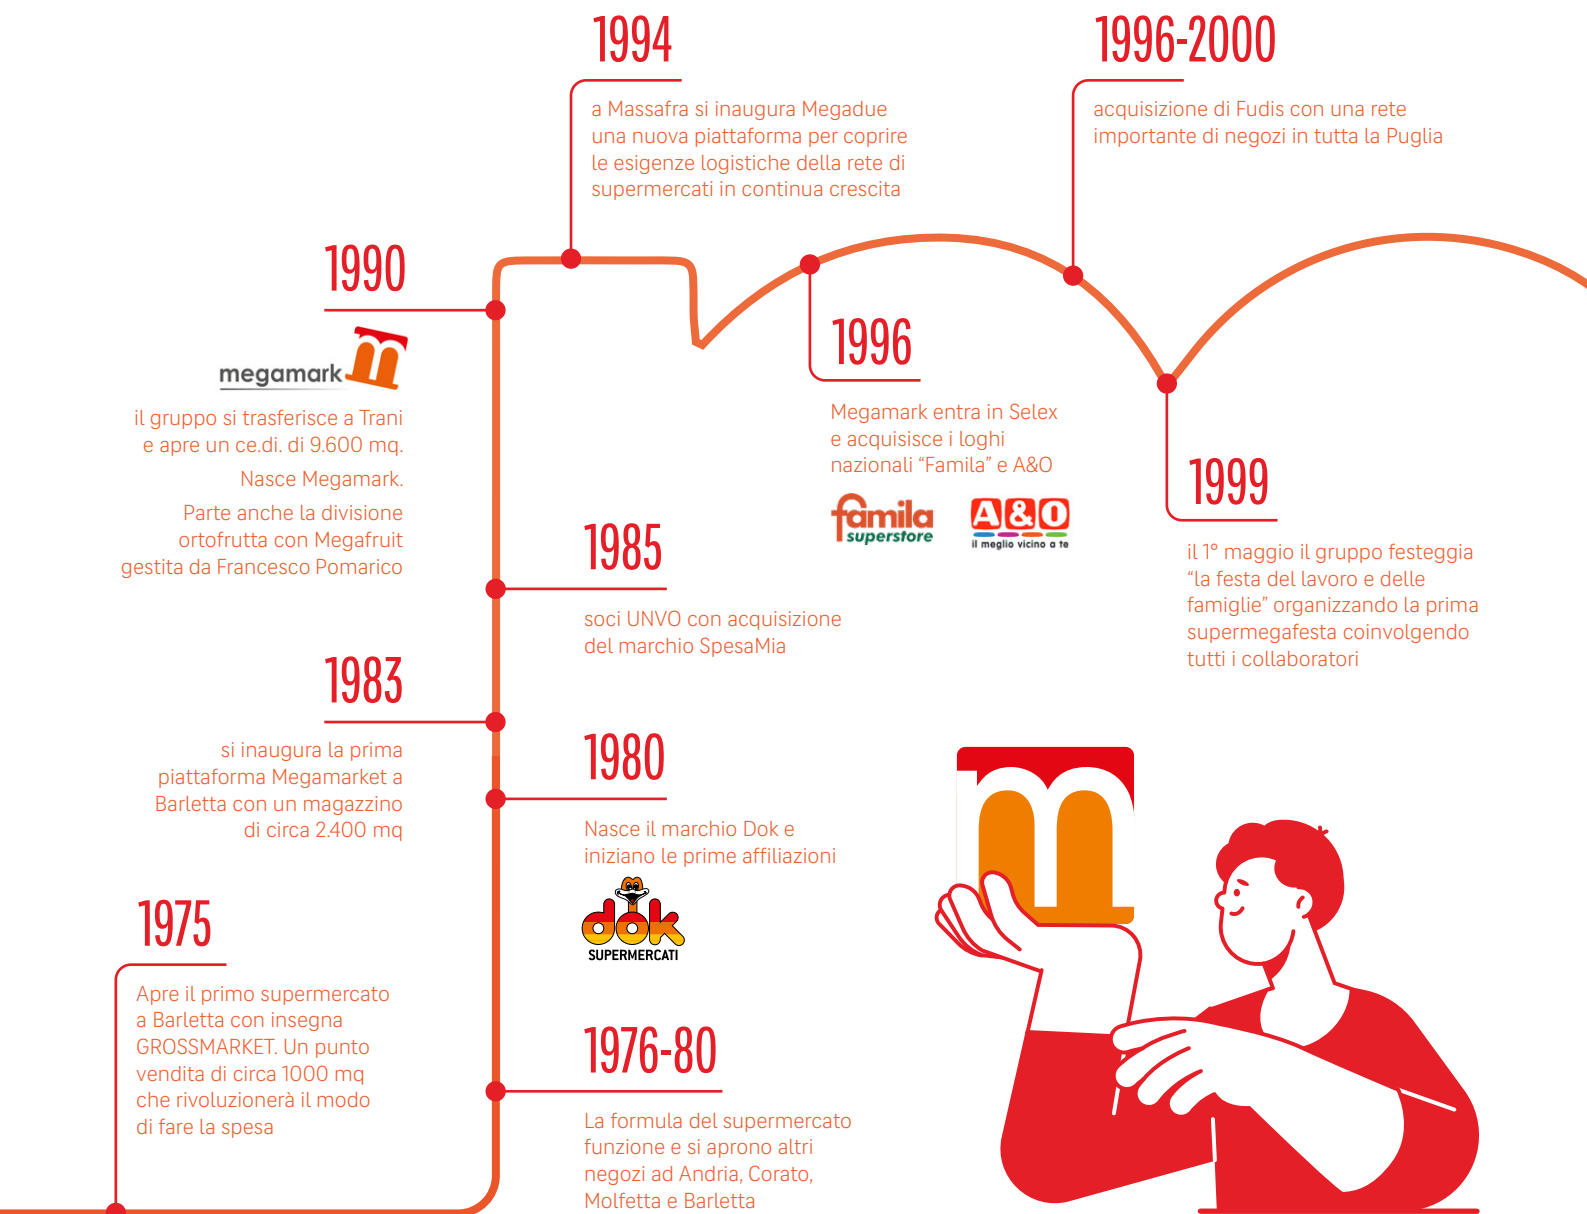 1994
a Massafra si inaugura Megadue
una nuova piattaforma per coprire
le esigenze logistiche della rete di
supermercati in continua crescita
1996-2000
acquisizione di Fudis con una rete
importante di negozi in tutta la Puglia
1990
megamark
il gruppo si trasferisce a Trani
e apre un ce.di. di 9.600 mq.
Nasce Megamark.
Parte anche la divisione
ortofrutta con Megafruit
gestita da Francesco Pomarico
1996
Megamark entra in Selex
e acquisisce i loghi
nazionali “Famila” e A&O
famila
superstore
A&O
il meglio vicino a te
1999
il 1° maggio il gruppo festeggia
“la festa del lavoro e delle
famiglie” organizzando la prima
supermegafesta coinvolgendo
tutti i collaboratori
1985
soci UNVO con acquisizione
del marchio SpesaMia
1983
si inaugura la prima
piattaforma Megamarket a
Barletta con un magazzino
di circa 2.400 mq
1980
Nasce il marchio Dok e
iniziano le prime affiliazioni
dok
SUPERMERCATI
m
1975
Apre il primo supermercato
a Barletta con insegna
GROSSMARKET. Un punto
vendita di circa 1000 mq
che rivoluzionerà il modo
di fare la spesa
1976-80
La formula del supermercato
funzione e si aprono altri
negozi ad Andria, Corato,
Molfetta e Barletta